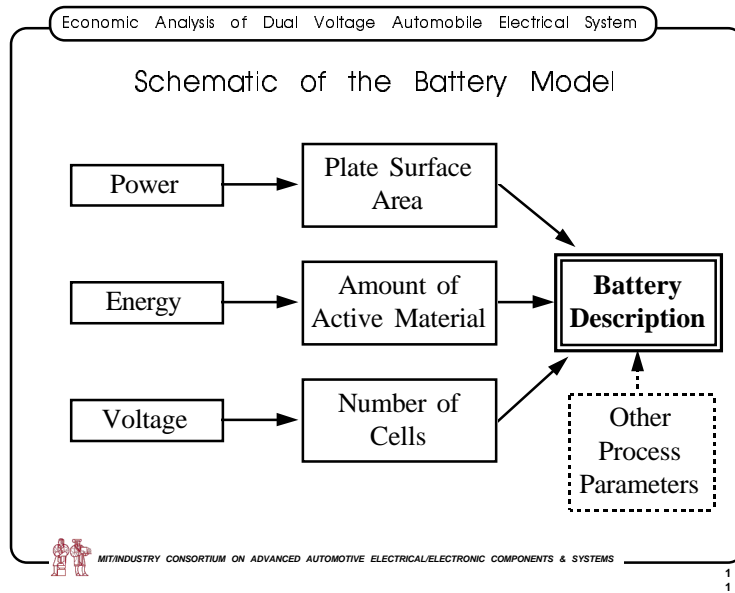 Economic Analysis of Dual Voltage Automobile Electrical System
Schematic of the Battery Model
Power
Plate Surface
Area
Energy
Amount of
Active Material
Battery
Description
Voltage
Number of
Cells
Other
Process
Parameters
MIT/INDUSTRY CONSORTIUM ON ADVANCED AUTOMOTIVE ELECTRICAL/ELECTRONIC COMPONENTS & SYSTEMS
1
1